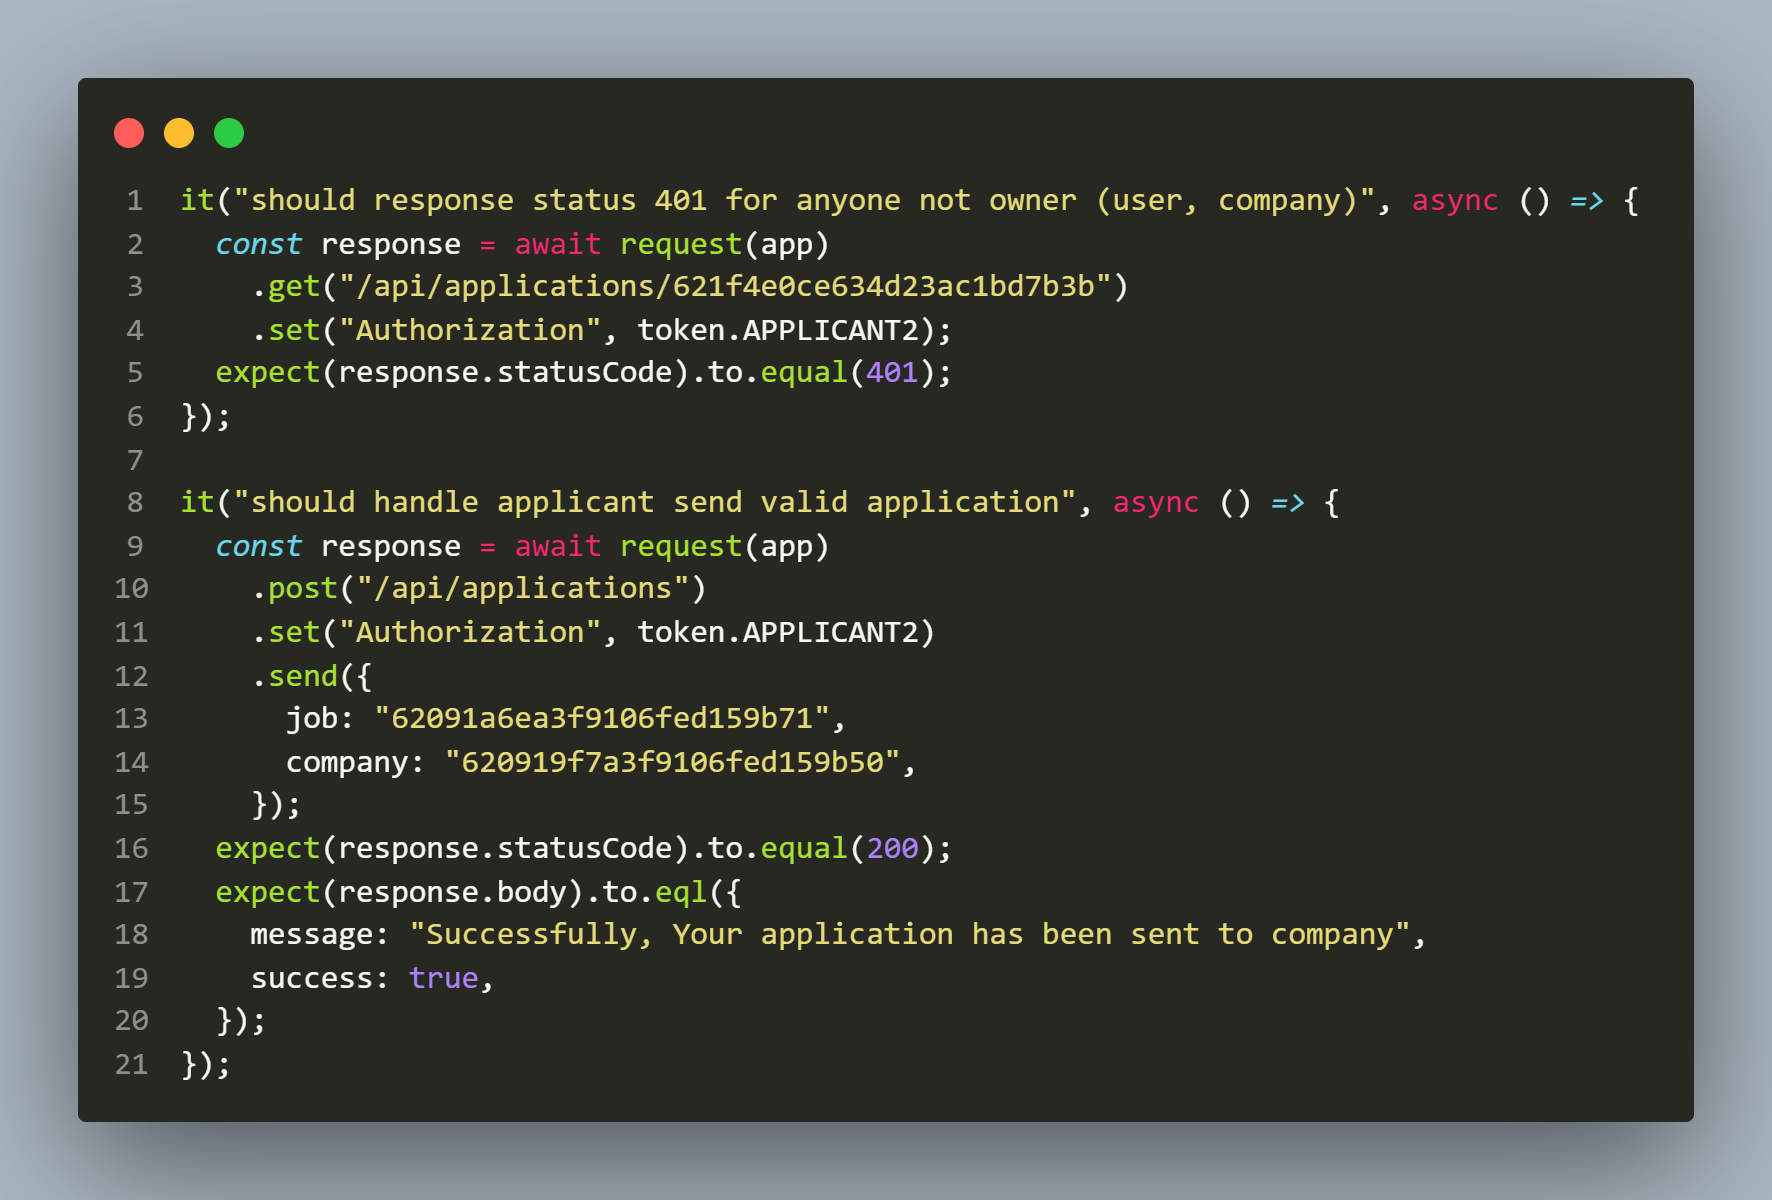 1 it("should response status 401 for anyone not owner (user, company)", async () => {
2   const response = await request(app)
3     .get("/api/applications/621f4e0ce634d23ac1bd7b3b")
4     .set("Authorization", token.APPLICANT2);
5   expect(response.statusCode).to.equal(401);
6 });
7
8 it("should handle applicant send valid application", async () => {
9   const response = await request(app)
10     .post("/api/applications")
11     .set("Authorization", token.APPLICANT2)
12     .send({
13       job: "62091a6ea3f9106fed159b71",
14       company: "620919f7a3f9106fed159b50",
15     });
16   expect(response.statusCode).to.equal(200);
17   expect(response.body).to.eql({
18     message: "Successfully, Your application has been sent to company",
19     success: true,
20   });
21 });